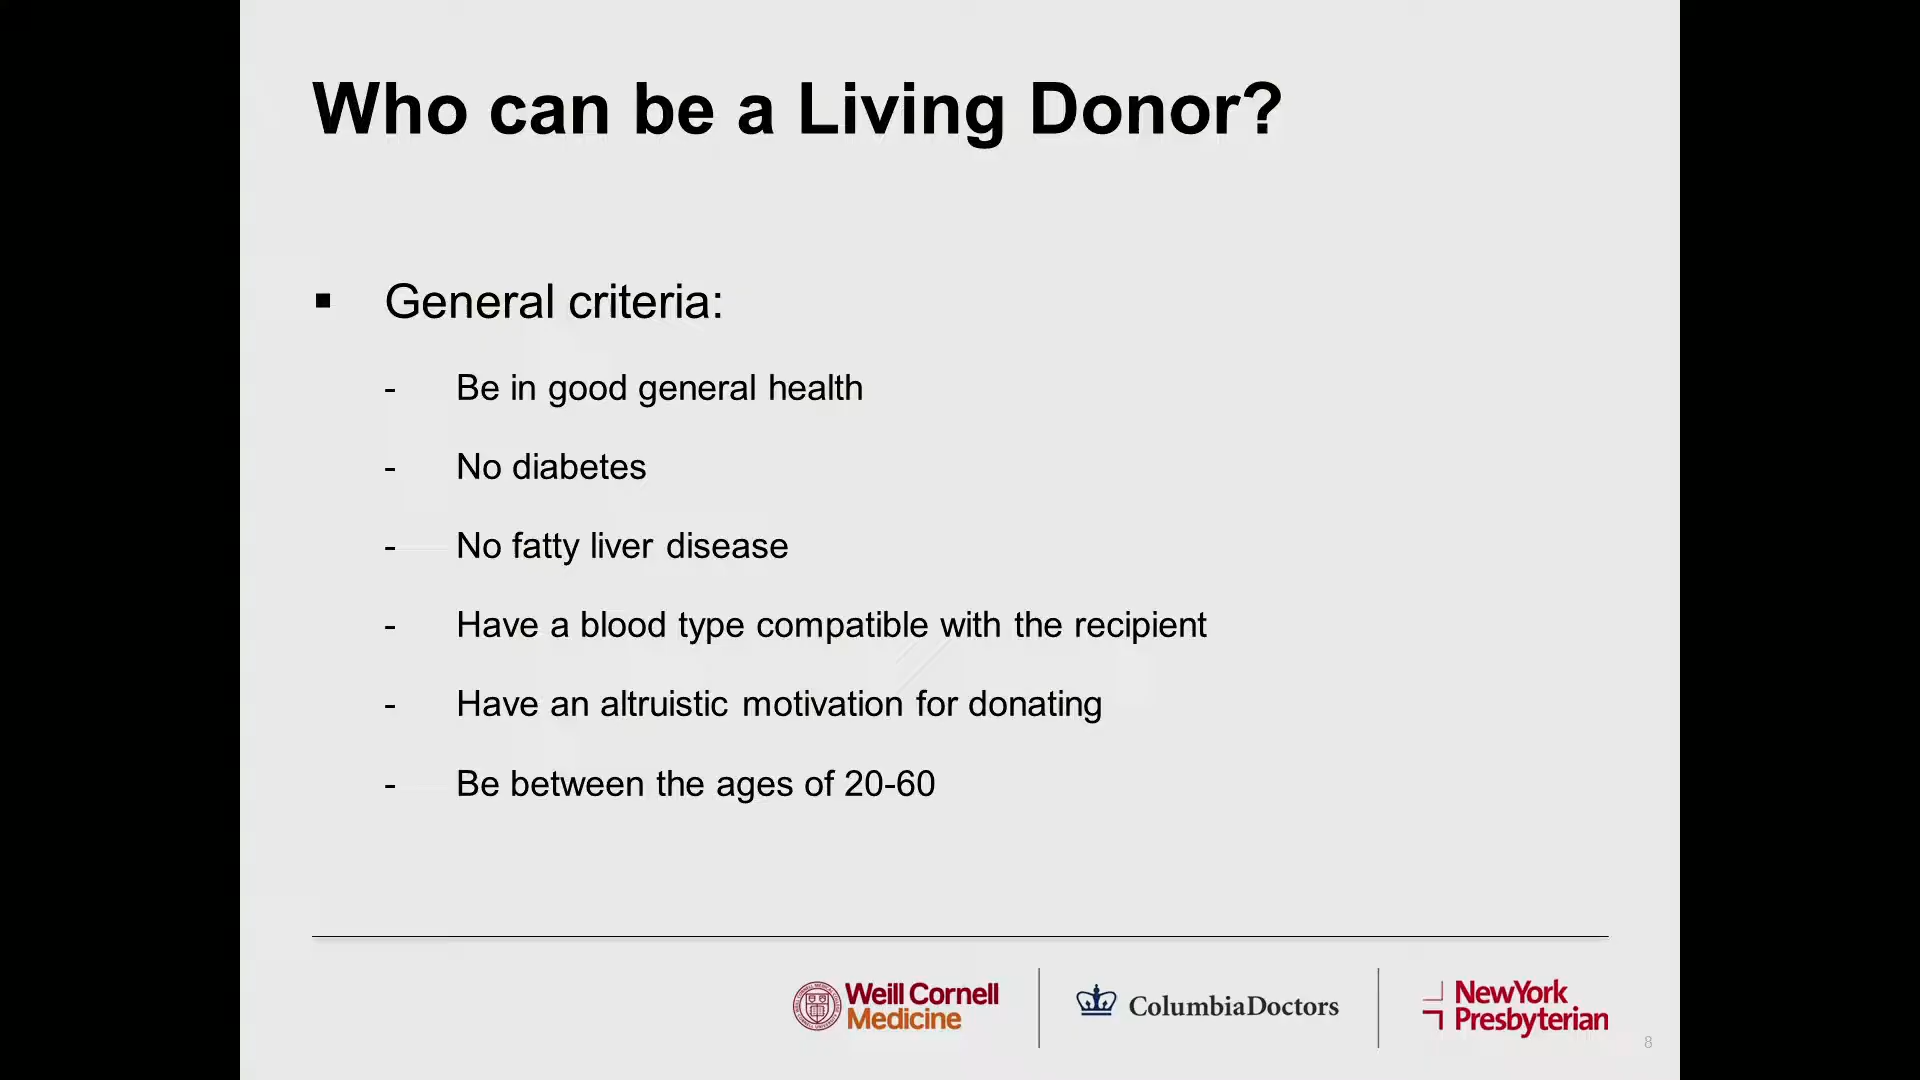 Who can be a Living Donor?
▪ General criteria:
- Be in good general health
- No diabetes
- No fatty liver disease
- Have a blood type compatible with the recipient
- Have an altruistic motivation for donating
- Be between the ages of 20-60
Weill Cornell
Medicine
ColumbiaDoctors
NewYork
Presbyterian
8